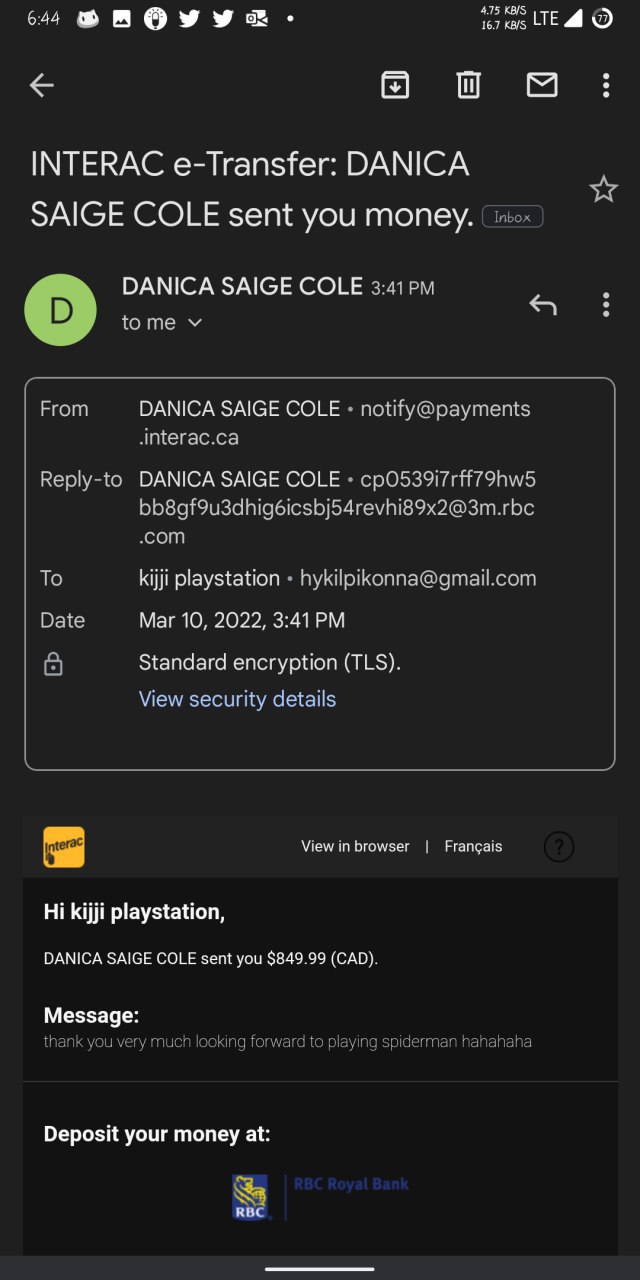 6:44
4.75 KB/S
16.7 KB/S
LTE
77
INTERAC e-Transfer: DANICA
SAIGE COLE sent you money. Inbox
D
DANICA SAIGE COLE 3:41 PM
to me
From DANICA SAIGE COLE • notify@payments
.interac.ca
Reply-to DANICA SAIGE COLE • cp0539i7rff79hw5
bb8gf9u3dhig6icsbj54revhi89x2@3m.rbc
.com
To kijji playstation • hykilpikonna@gmail.com
Date Mar 10, 2022, 3:41 PM
Standard encryption (TLS).
View security details
Interac
View in browser | Français ?
Hi kijji playstation,
DANICA SAIGE COLE sent you $849.99 (CAD).
Message:
thank you very much looking forward to playing spiderman hahahaha
Deposit your money at:
RBC Royal Bank
RBC